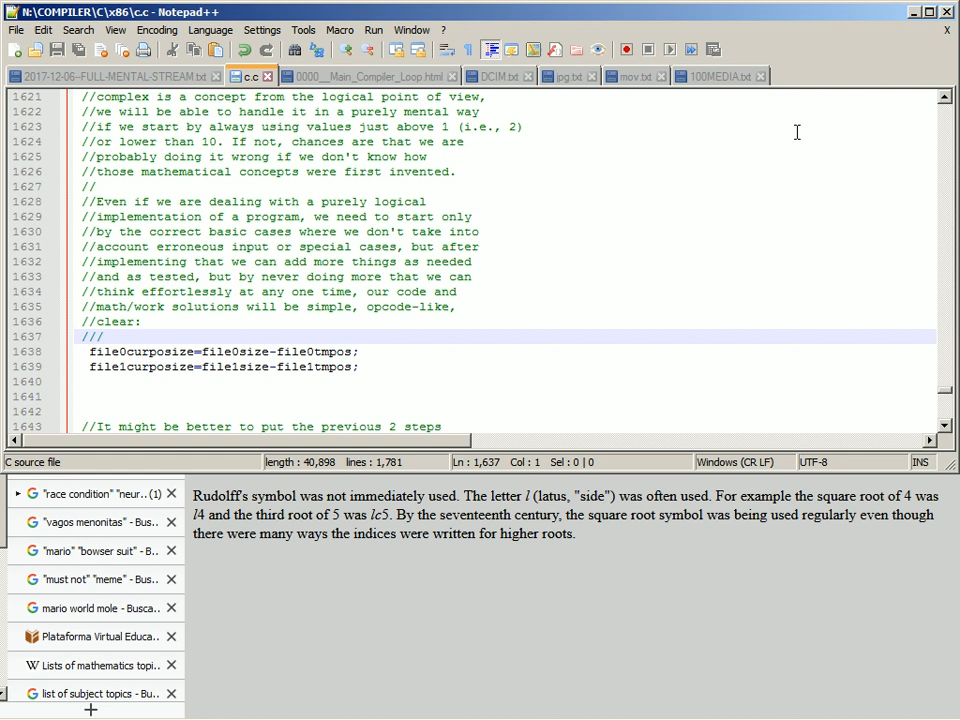 N:\COMPILER\C\x86\c.c - Notepad++
File Edit Search View Encoding Language Settings Tools Macro Run Window ? X
2017-12-06--FULL-MENTAL-STREAM.txt c.c 0000__Main_Compiler_Loop.html DCIM.txt jpg.txt mov.txt 100MEDIA.txt
1621 //complex is a concept from the logical point of view,
1622 //we will be able to handle it in a purely mental way
1623 //if we start by always using values just above 1 (i.e., 2)
1624 //or lower than 10. If not, chances are that we are
1625 //probably doing it wrong if we don't know how
1626 //those mathematical concepts were first invented.
1627 //
1628 //Even if we are dealing with a purely logical
1629 //implementation of a program, we need to start only
1630 //by the correct basic cases where we don't take into
1631 //account erroneous input or special cases, but after
1632 //implementing that we can add more things as needed
1633 //and as tested, but by never doing more that we can
1634 //think effortlessly at any one time, our code and
1635 //math/work solutions will be simple, opcode-like,
1636 //clear:
1637 ///
1638 file0curposize=file0size-file0tmpos;
1639 file1curposize=file1size-file1tmpos;
1640
1641
1642
1643 //It might be better to put the previous 2 steps
C source file length : 40,898 lines : 1,781 Ln : 1,637 Col : 1 Sel : 0 | 0 Windows (CR LF) UTF-8 INS
"race condition" "neur.. (1)
"vagos menonitas" - Bus..
"mario" "bowser suit" - B..
"must not" "meme" - Bus..
mario world mole - Busca..
Plataforma Virtual Educa..
W Lists of mathematics topi..
list of subject topics - Bu..
Rudolff's symbol was not immediately used. The letter l (latus, "side") was often used. For example the square root of 4 was
l4 and the third root of 5 was lc5. By the seventeenth century, the square root symbol was being used regularly even though
there were many ways the indices were written for higher roots.